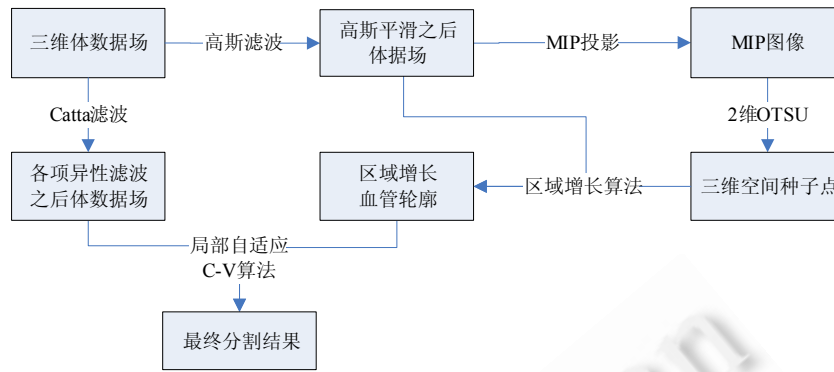 三维体数据场
高斯滤波
高斯平滑之后
体据场
MIP投影
MIP图像
Catta滤波
2维OTSU
各项异性滤波
之后体数据场
区域增长
血管轮廓
区域增长算法
三维空间种子点
局部自适应
C-V算法
最终分割结果